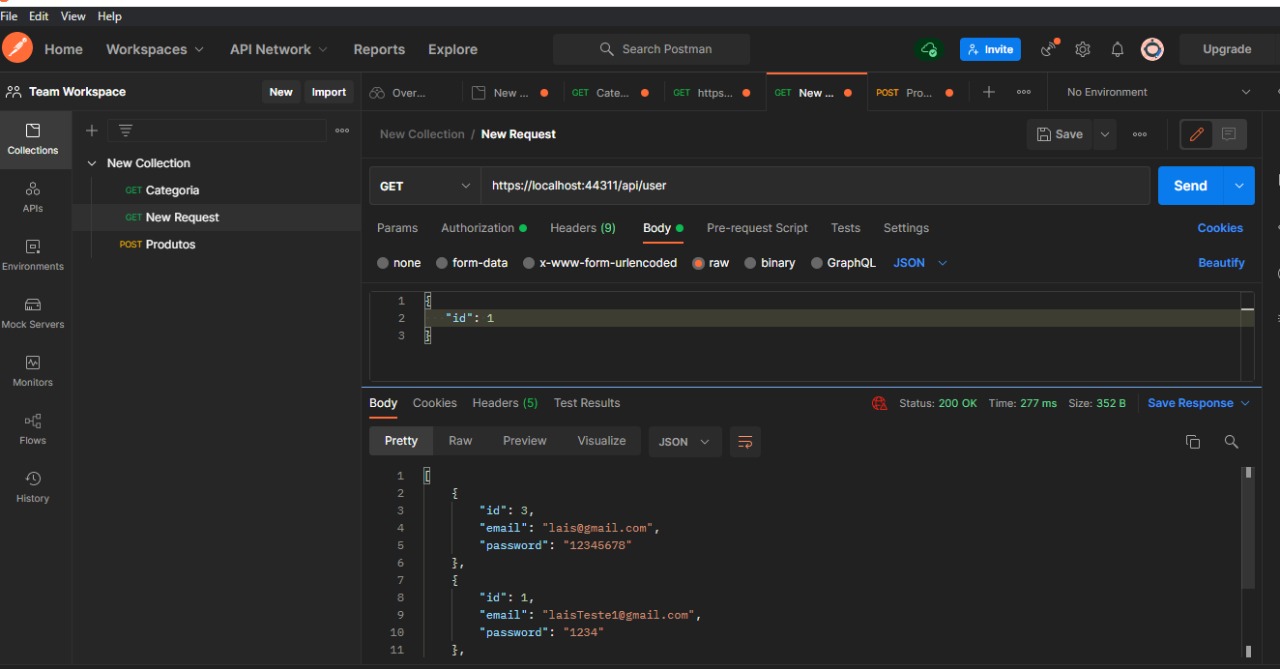 File Edit View Help
Home Workspaces API Network Reports Explore Search Postman Invite Upgrade
Team Workspace New Import Over... New ... GET Cate... GET https... GET New ... POST Pro... No Environment
Collections
APIs
Environments
Mock Servers
Monitors
Flows
History
New Collection
GET Categoria
GET New Request
POST Produtos
New Collection / New Request Save
GET https://localhost:44311/api/user Send
Params Authorization Headers (9) Body Pre-request Script Tests Settings Cookies
none form-data x-www-form-urlencoded raw binary GraphQL JSON Beautify
1 {
2 "id": 1
3 }
Body Cookies Headers (5) Test Results Status: 200 OK Time: 277 ms Size: 352 B Save Response
Pretty Raw Preview Visualize JSON
1 [
2 {
3 "id": 3,
4 "email": "lais@gmail.com",
5 "password": "12345678"
6 },
7 {
8 "id": 1,
9 "email": "laisTeste1@gmail.com",
10 "password": "1234"
11 },